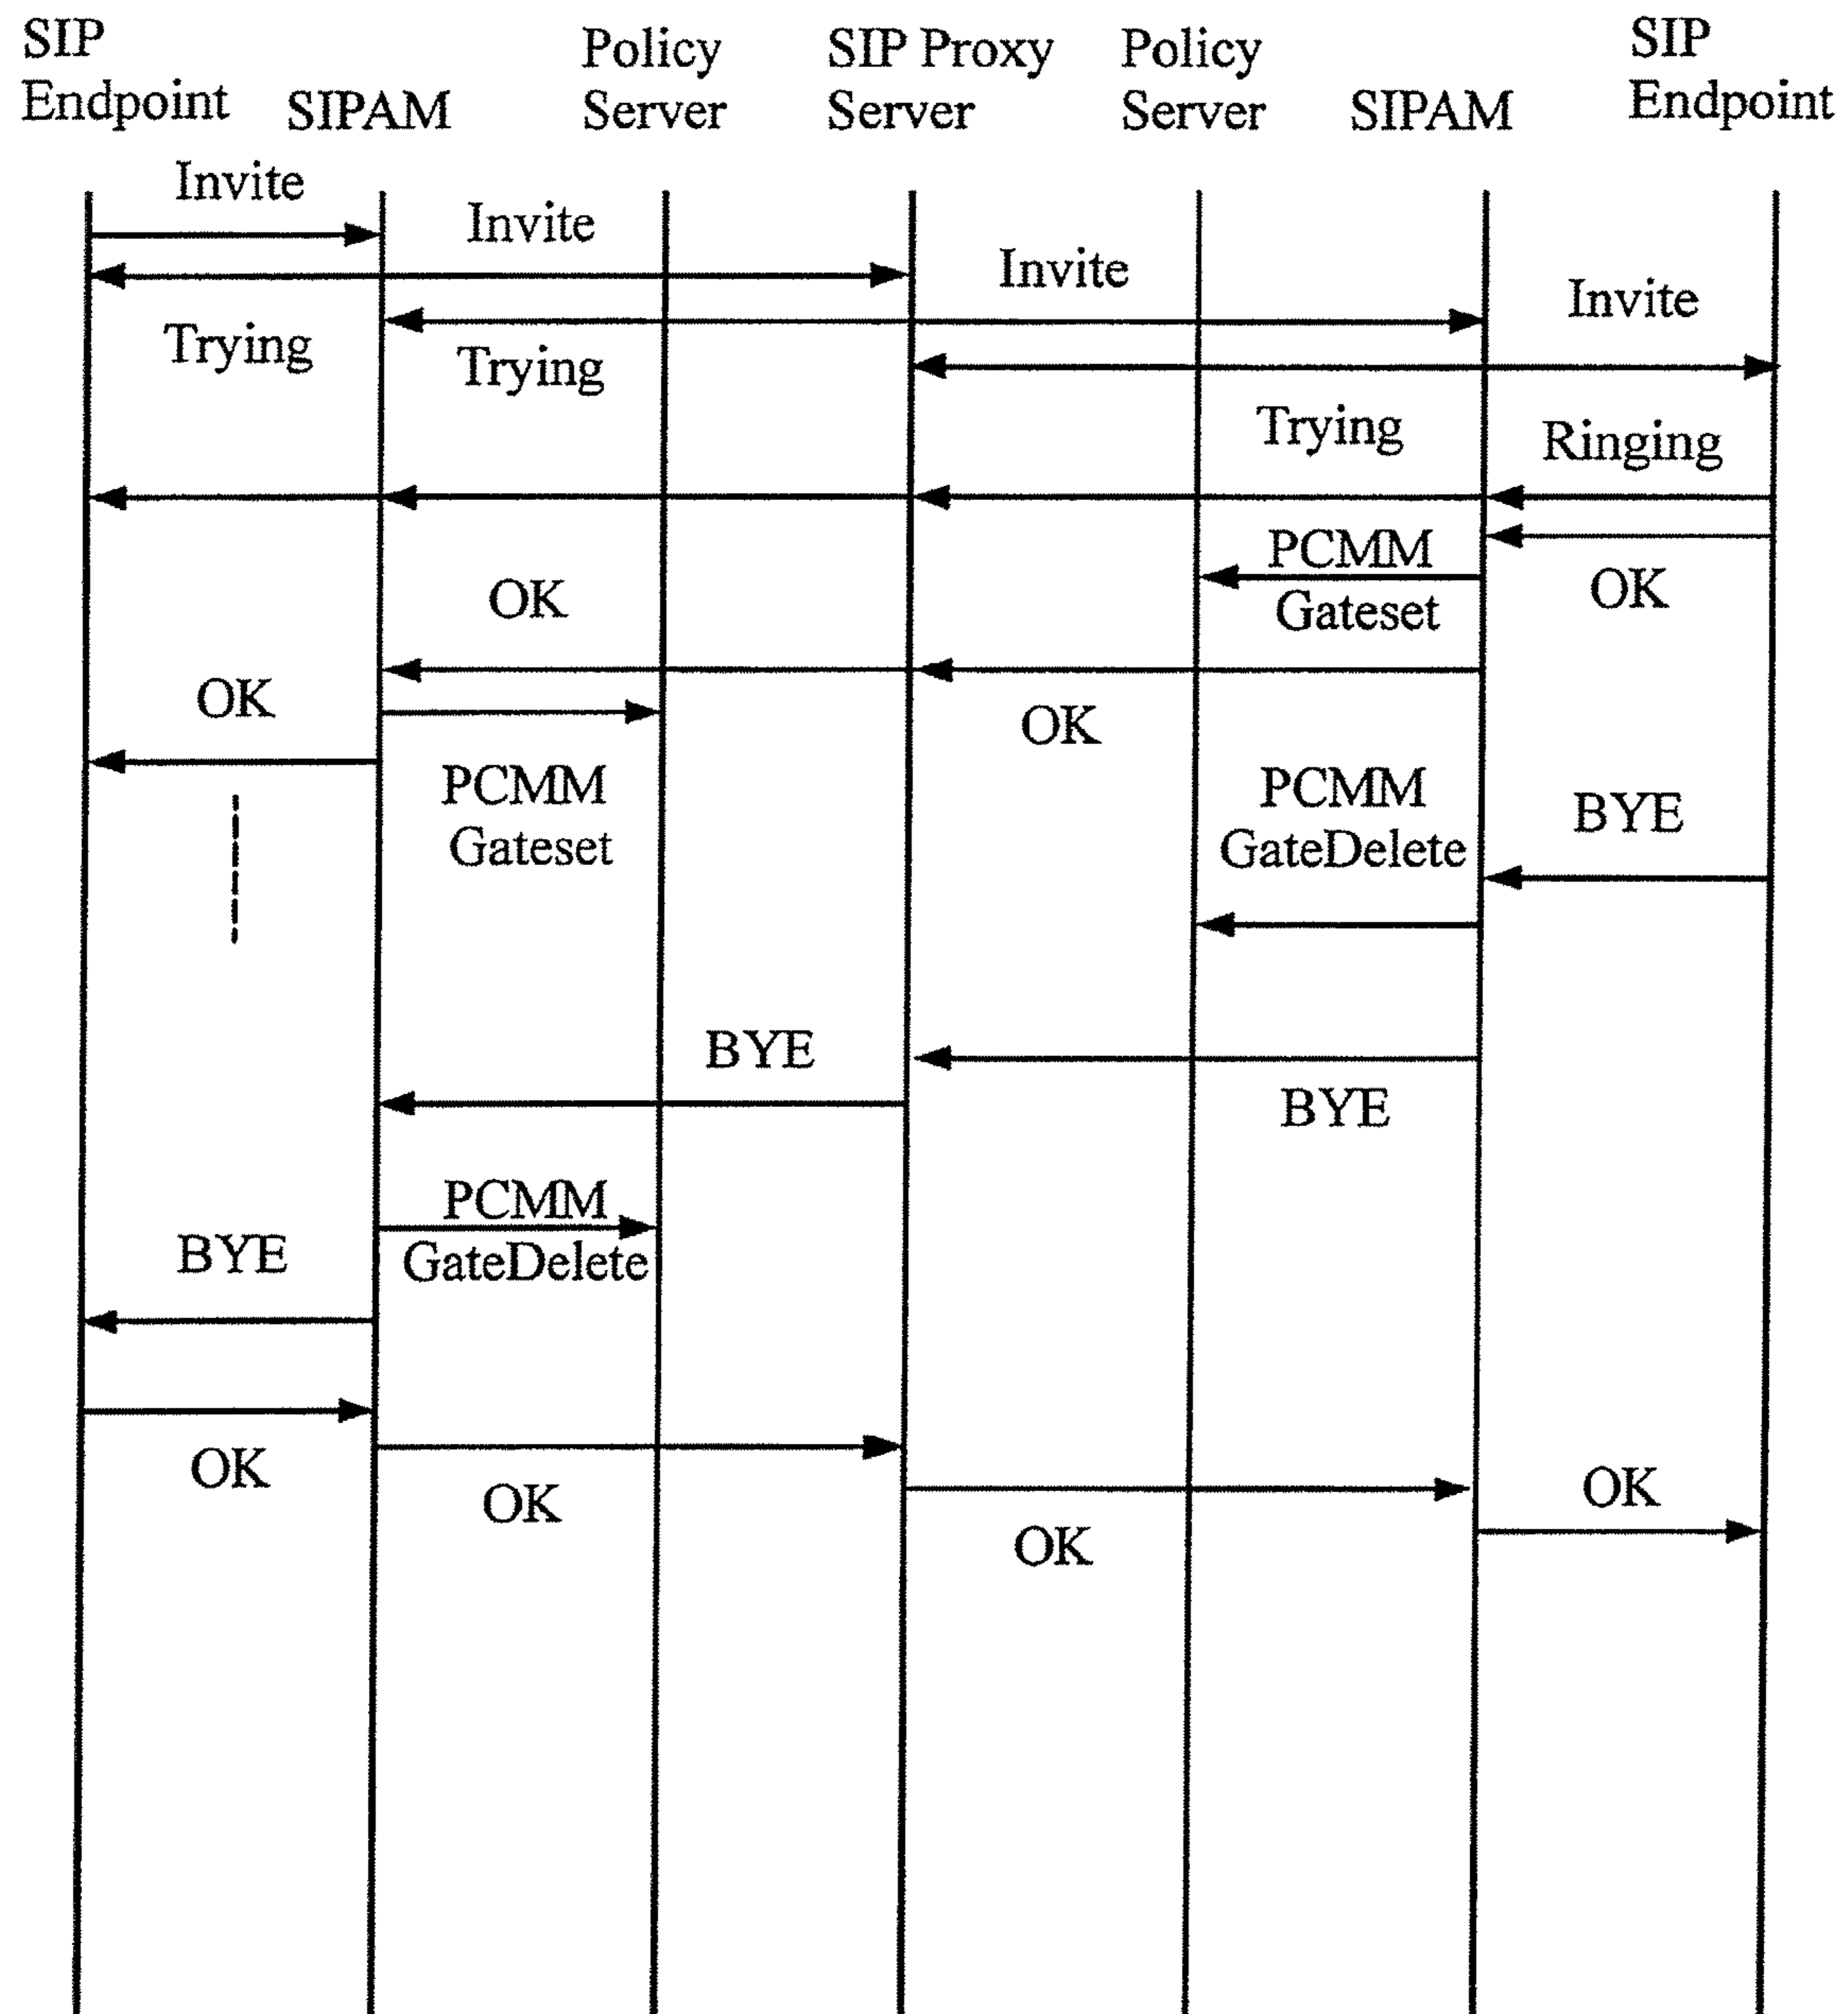 SIP
Endpoint
SIPAM
Policy
Server
SIP Proxy
Server
Policy
Server
SIPAM
SIP
Endpoint
Invite
Invite
Invite
Invite
Trying
Trying
Trying
Ringing
PCMM
Gateset
OK
OK
OK
OK
PCMM
Gateset
PCMM
GateDelete
BYE
BYE
BYE
PCMM
GateDelete
BYE
OK
OK
OK
OK